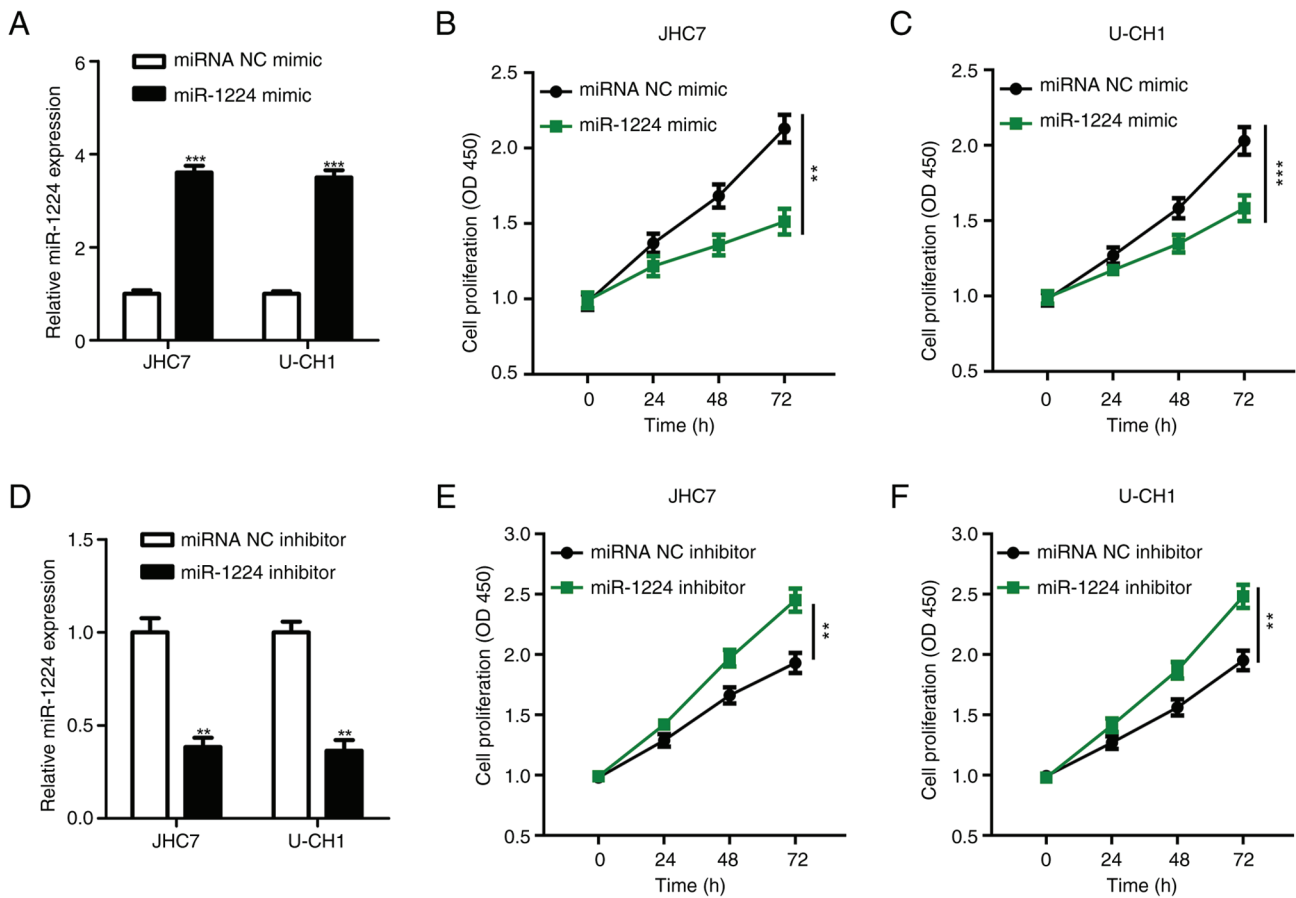 A
miRNA NC mimic
miR-1224 mimic
Relative miR-1224 expression
6
4
2
0
***
***
JHC7
U-CH1
B
JHC7
miRNA NC mimic
miR-1224 mimic
Cell proliferation (OD 450)
2.5
2.0
1.5
1.0
0.5
**
0
24
48
72
Time (h)
C
U-CH1
miRNA NC mimic
miR-1224 mimic
Cell proliferation (OD 450)
2.5
2.0
1.5
1.0
0.5
***
0
24
48
72
Time (h)
D
miRNA NC inhibitor
miR-1224 inhibitor
Relative miR-1224 expression
1.5
1.0
0.5
0.0
**
**
JHC7
U-CH1
E
JHC7
miRNA NC inhibitor
miR-1224 inhibitor
Cell proliferation (OD 450)
3.0
2.5
2.0
1.5
1.0
0.5
**
0
24
48
72
Time (h)
F
U-CH1
miRNA NC inhibitor
miR-1224 inhibitor
Cell proliferation (OD 450)
3.0
2.5
2.0
1.5
1.0
0.5
**
0
24
48
72
Time (h)